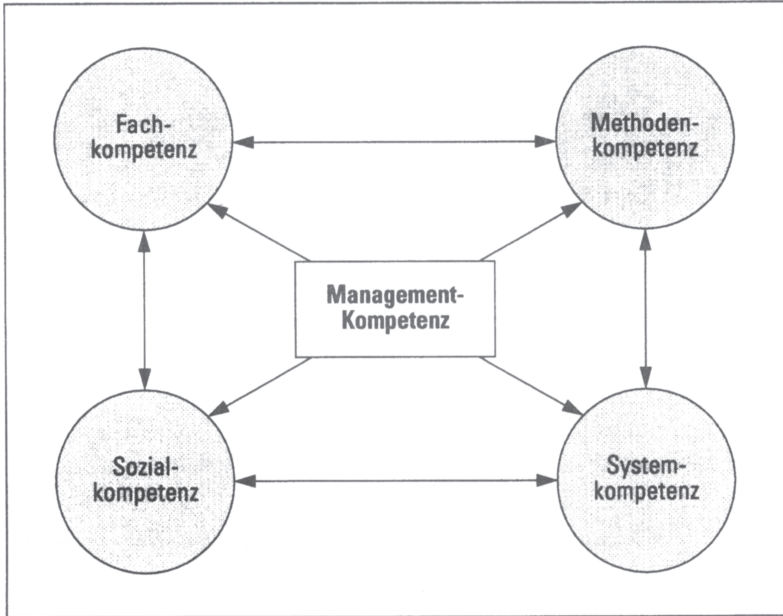 Fach-
kompetenz
Methoden-
kompetenz
Management-
Kompetenz
Sozial-
kompetenz
System-
kompetenz